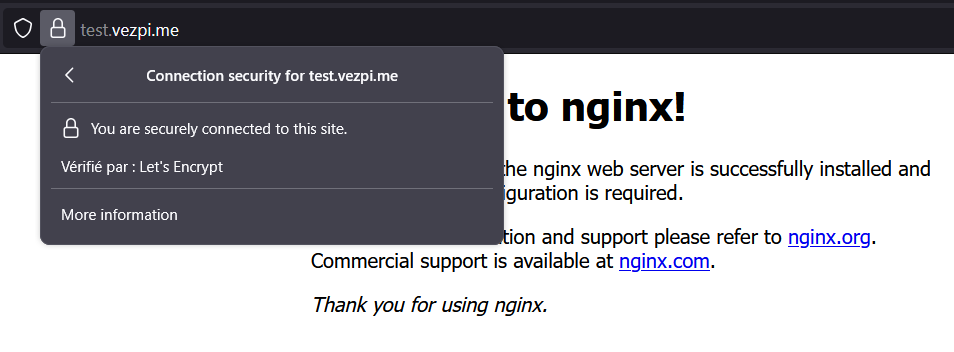 test.vezpi.me
Connection security for test.vezpi.me
You are securely connected to this site.
Vérifié par : Let's Encrypt
More information
to nginx!
the nginx web server is successfully installed and
iguration is required.
tion and support please refer to nginx.org.
Commercial support is available at nginx.com.
Thank you for using nginx.